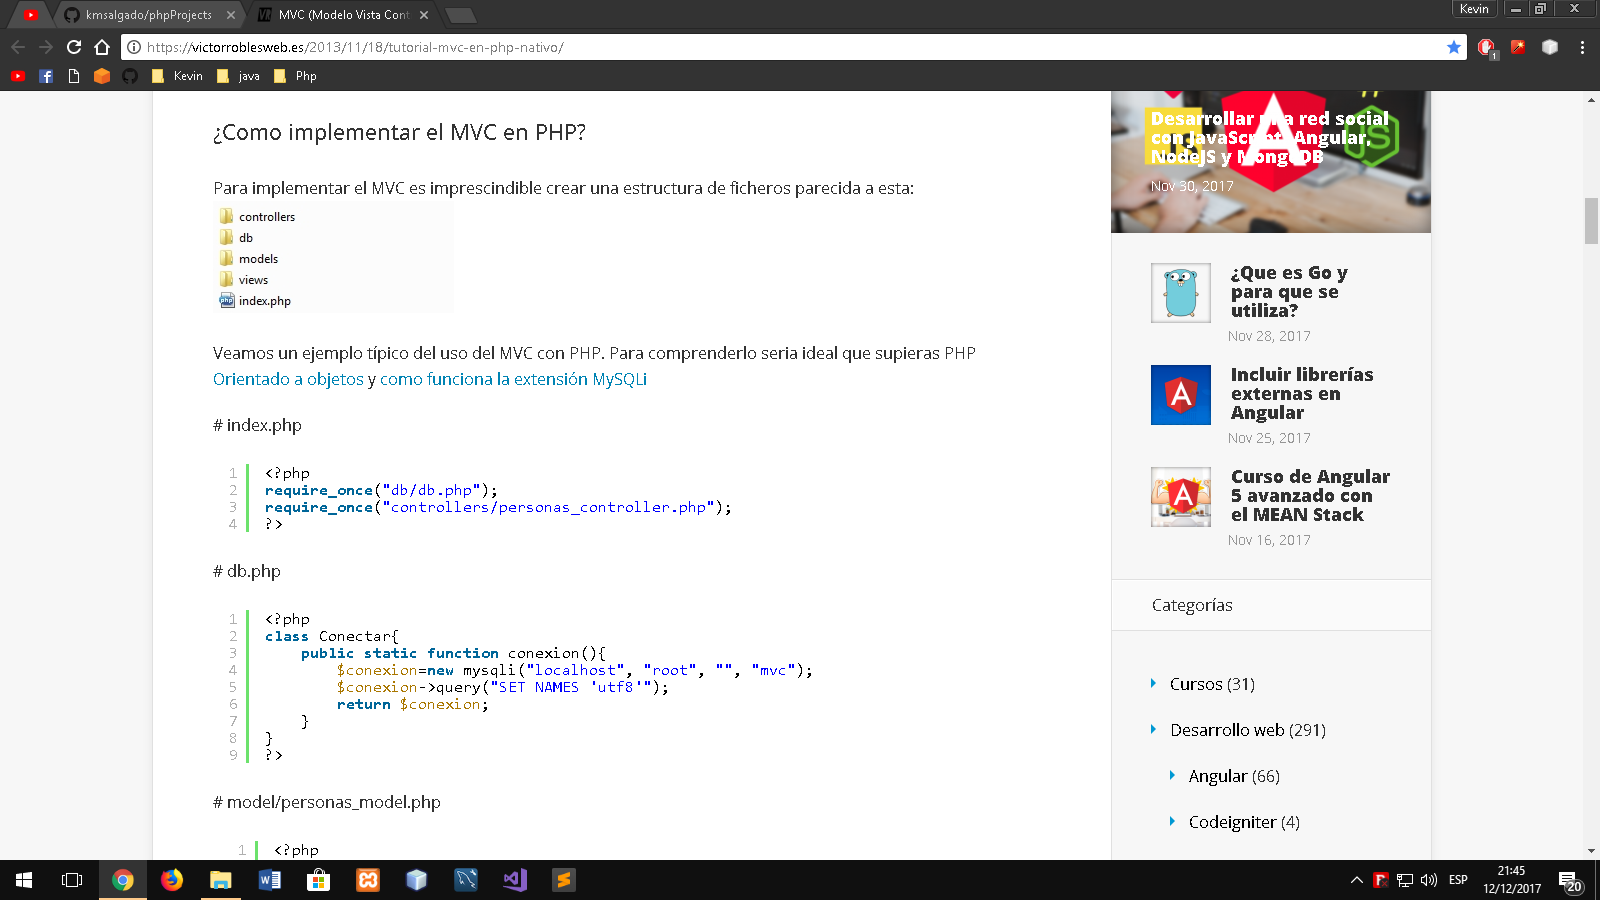 kmsalgado/phpProjects
MVC (Modelo Vista Cont
Kevin
https://victorroblesweb.es/2013/11/18/tutorial-mvc-en-php-nativo/
1
Kevin
java
Php
¿Como implementar el MVC en PHP?
Para implementar el MVC es imprescindible crear una estructura de ficheros parecida a esta:
controllers
db
models
views
index.php
Veamos un ejemplo típico del uso del MVC con PHP. Para comprenderlo seria ideal que supieras PHP
Orientado a objetos y como funciona la extensión MySQLi
# index.php
1 <?php
2 require_once("db/db.php");
3 require_once("controllers/personas_controller.php");
4 ?>
# db.php
1 <?php
2 class Conectar{
3 public static function conexion(){
4 $conexion=new mysqli("localhost", "root", "", "mvc");
5 $conexion->query("SET NAMES 'utf8'");
6 return $conexion;
7 }
8 }
9 ?>
# model/personas_model.php
1 <?php
Desarrollar una red social
con JavaScript, Angular,
NodeJS y MongoDB
Nov 30, 2017
¿Que es Go y
para que se
utiliza?
Nov 28, 2017
Incluir librerías
externas en
Angular
Nov 25, 2017
Curso de Angular
5 avanzado con
el MEAN Stack
Nov 16, 2017
Categorías
Cursos (31)
Desarrollo web (291)
Angular (66)
Codeigniter (4)
ESP
21:45
12/12/2017
20